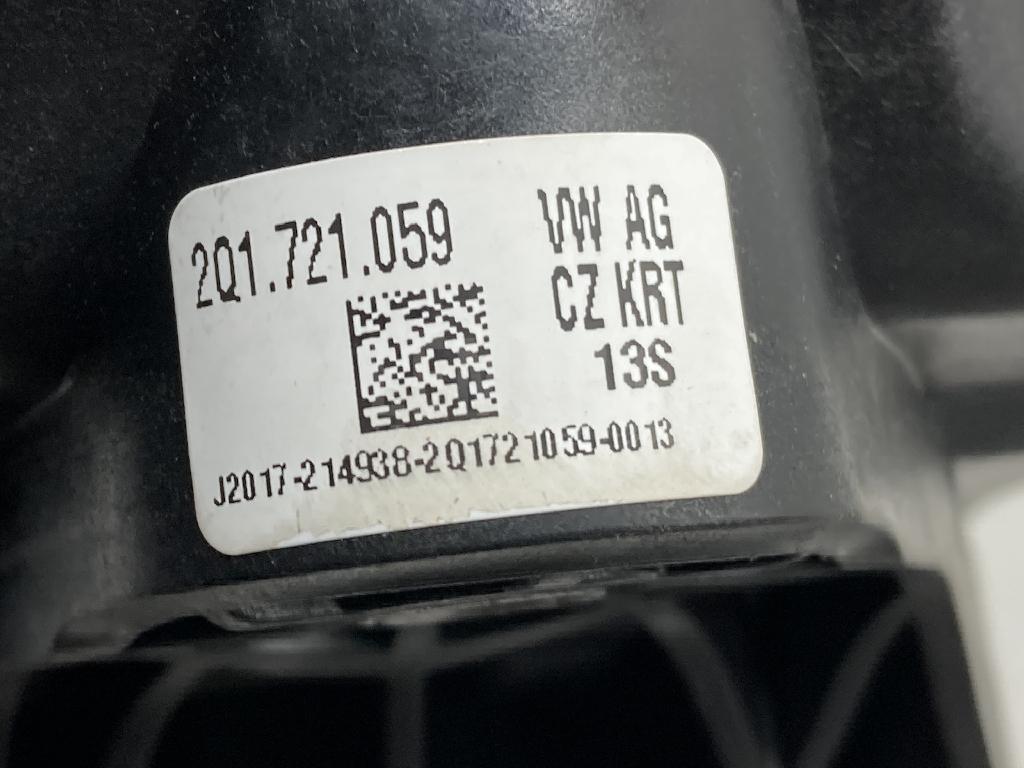 2Q1.721.059
VW AG
CZ KRT
13S
J2017-214938-2Q1721059-0013